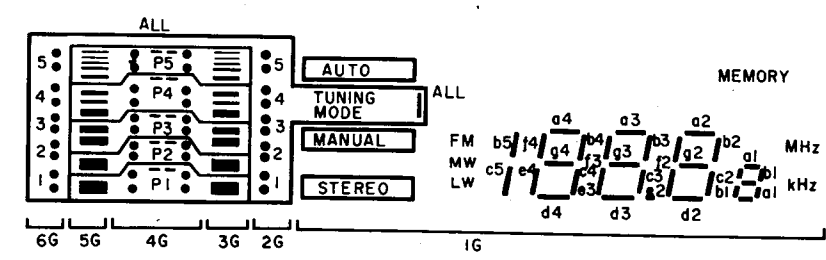 ALL
5 P5 5 AUTO MEMORY
4 P4 4 TUNING MODE ALL
3 P3 3 MANUAL
2 P2 2
1 P1 1 STEREO
FM b5 f4 a4 b4 a3 b3 a2 b2 MHz
MW g4 f3 g3 f2 g2 a1
LW c5 e4 c4 e3 c3 e2 c2 b1 b1 a1 kHz
d4 d3 d2
6G 5G 4G 3G 2G 1G